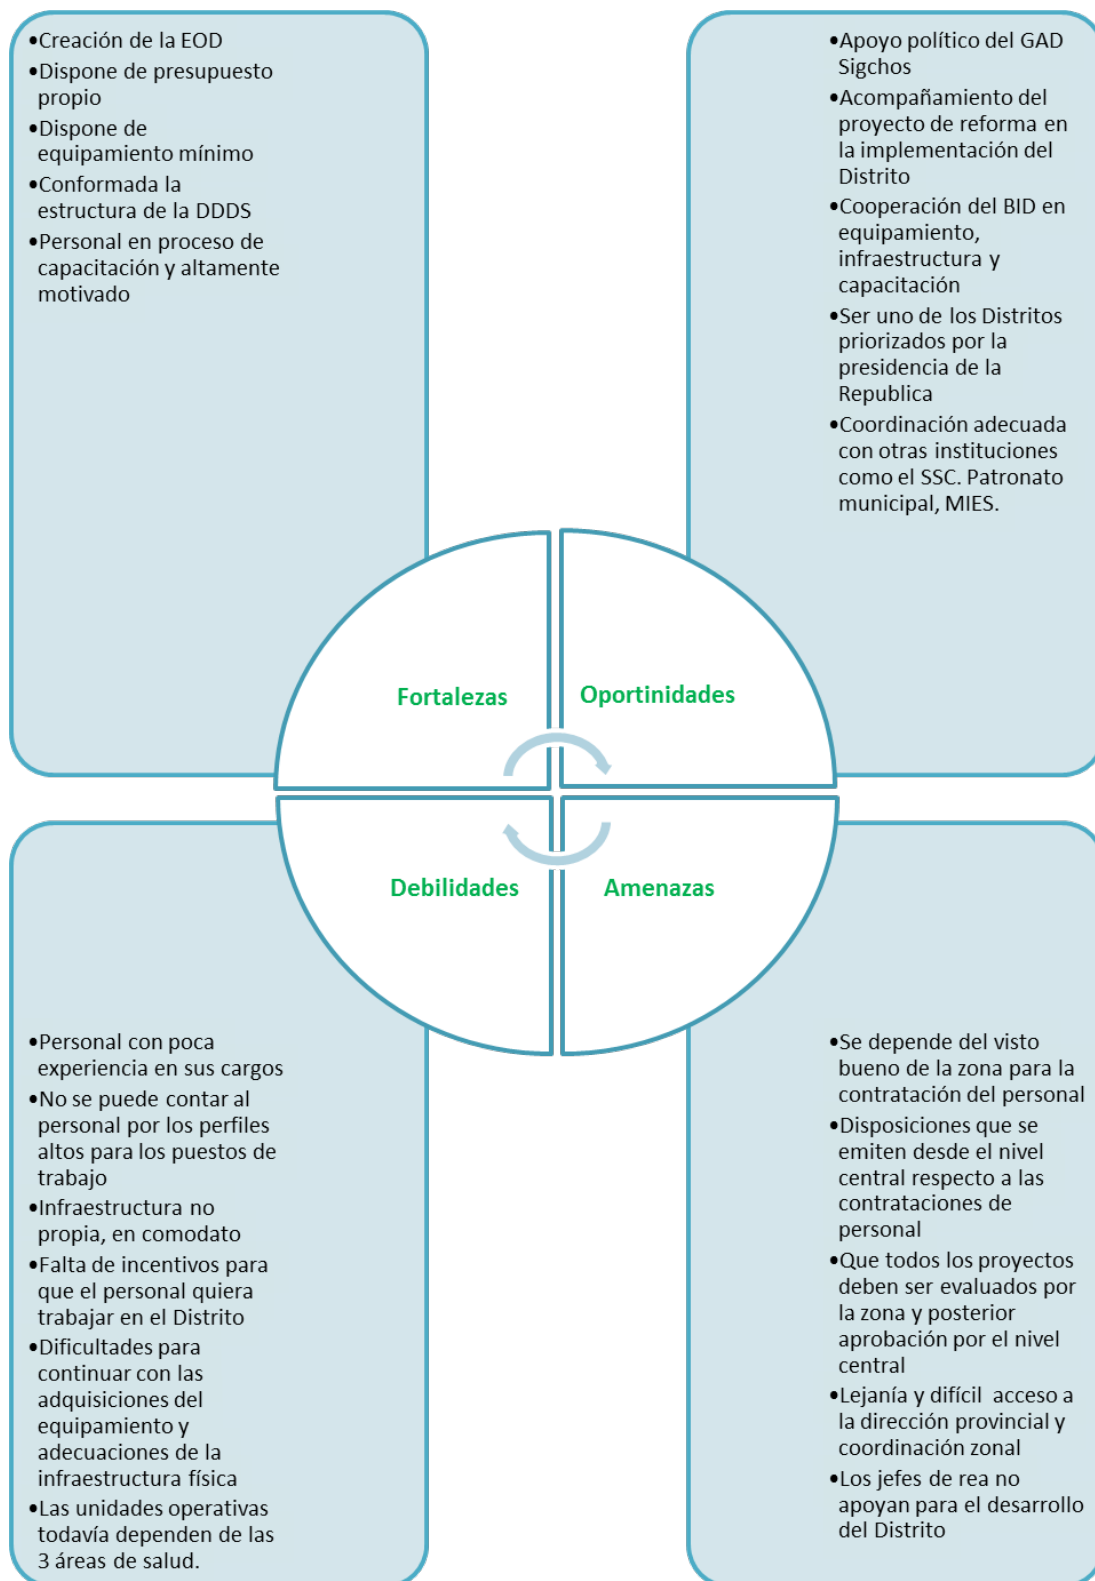 •Creación de la EOD
•Dispone de presupuesto
propio
•Dispone de
equipamiento mínimo
•Conformada la
estructura de la DDDS
•Personal en proceso de
capacitación y altamente
motivado
•Apoyo político del GAD
Sigchos
•Acompañamiento del
proyecto de reforma en
la implementación del
Distrito
•Cooperación del BID en
equipamiento,
infraestructura y
capacitación
•Ser uno de los Distritos
priorizados por la
presidencia de la
Republica
•Coordinación adecuada
con otras instituciones
como el SSC. Patronato
municipal, MIES.
Fortalezas
Oportinidades
Debilidades
Amenazas
•Personal con poca
experiencia en sus cargos
•No se puede contar al
personal por los perfiles
altos para los puestos de
trabajo
•Infraestructura no
propia, en comodato
•Falta de incentivos para
que el personal quiera
trabajar en el Distrito
•Dificultades para
continuar con las
adquisiciones del
equipamiento y
adecuaciones de la
infraestructura física
•Las unidades operativas
todavía dependen de las
3 áreas de salud.
•Se depende del visto
bueno de la zona para la
contratación del personal
•Disposiciones que se
emiten desde el nivel
central respecto a las
contrataciones de
personal
•Que todos los proyectos
deben ser evaluados por
la zona y posterior
aprobación por el nivel
central
•Lejanía y difícil acceso a
la dirección provincial y
coordinación zonal
•Los jefes de rea no
apoyan para el desarrollo
del Distrito